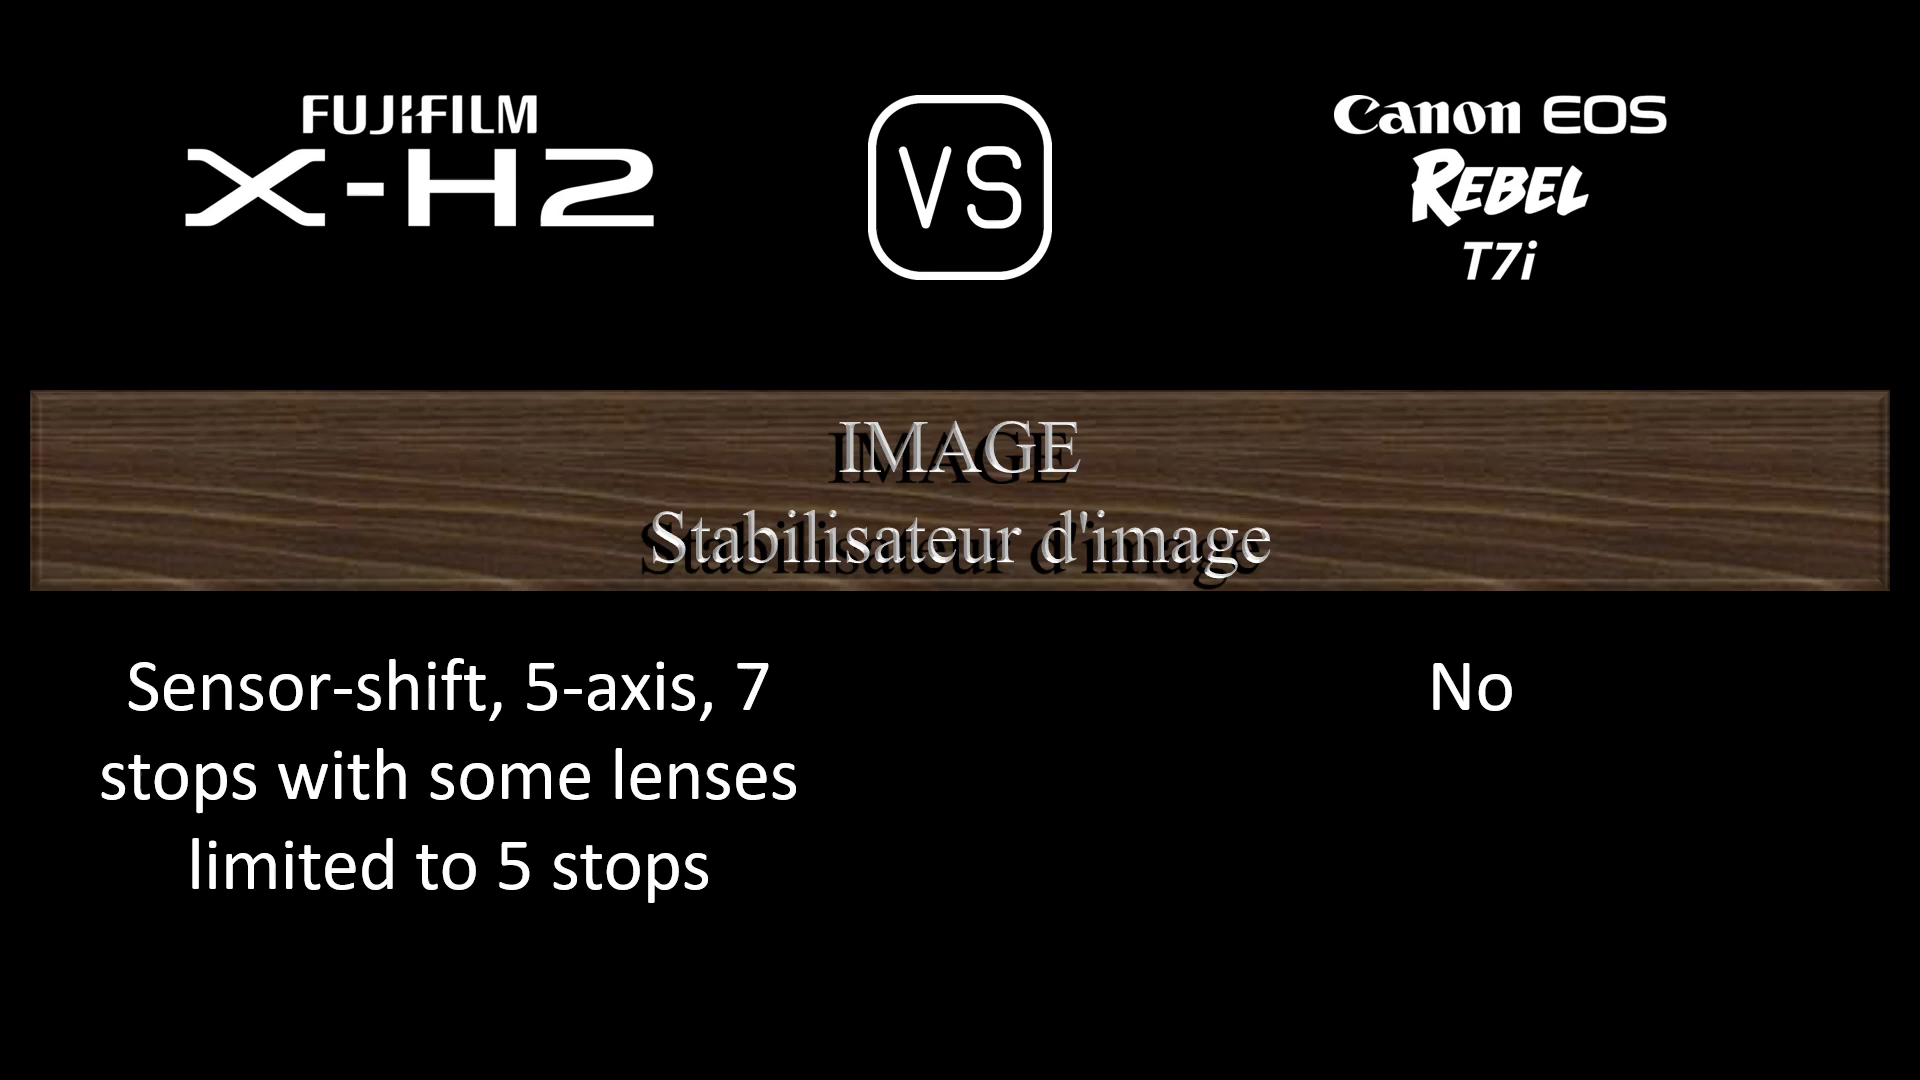 FUJIFILM
X-H2
VS
Canon EOS
REBEL
T7i
IMAGE
Stabilisateur d'image
Sensor-shift, 5-axis, 7
stops with some lenses
limited to 5 stops
No